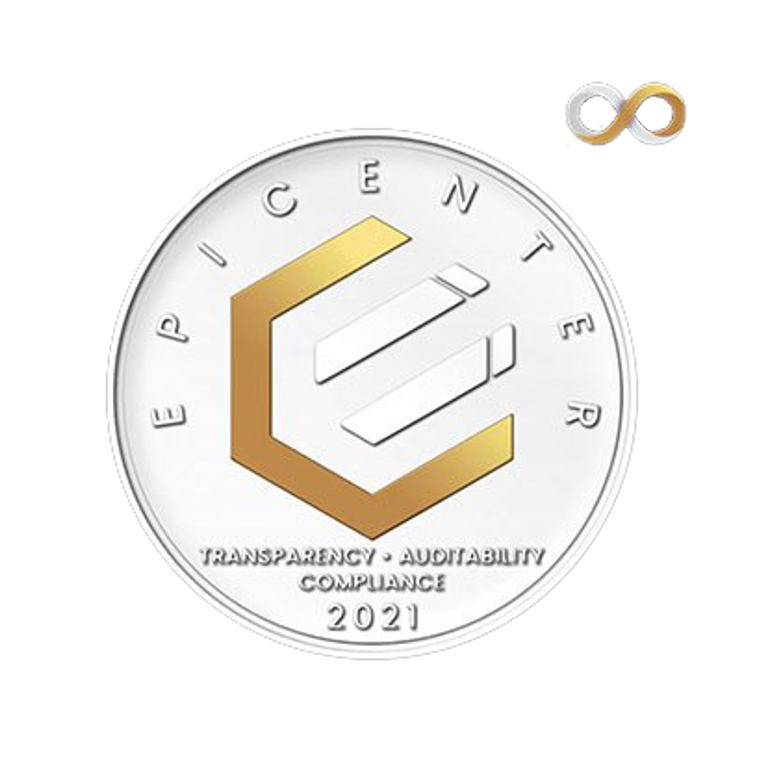 EPICENTER
TRANSPARENCY • AUDITABILITY
COMPLIANCE
2021